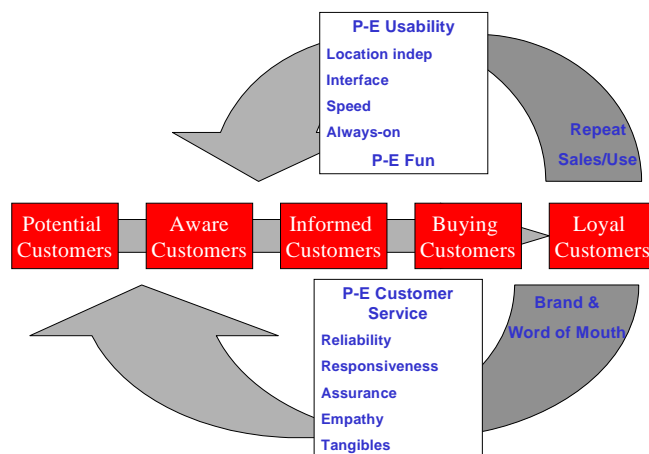 P-E Usability
Location indep
Interface
Speed
Always-on
P-E Fun
Repeat
Sales/Use
Potential
Customers
Aware
Customers
Informed
Customers
Buying
Customers
Loyal
Customers
P-E Customer
Service
Reliability
Responsiveness
Assurance
Empathy
Tangibles
Brand &
Word of Mouth